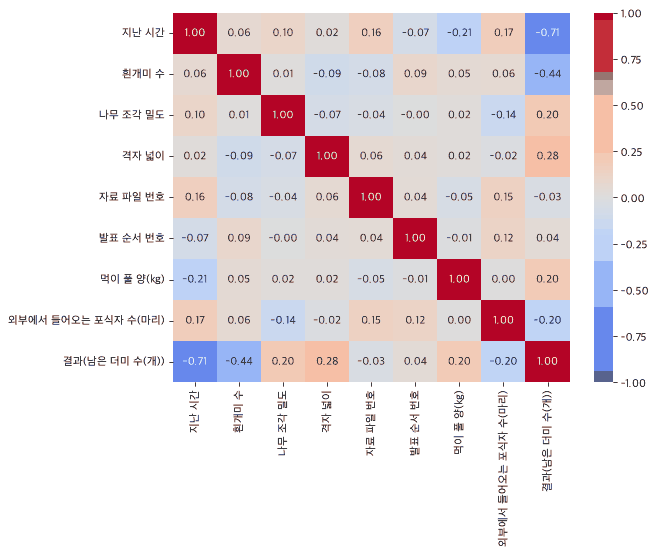 지난 시간 1.00 0.06 0.10 0.02 0.16 -0.07 -0.21 0.17 -0.71
흰개미 수 0.06 1.00 0.01 -0.09 -0.08 0.09 0.05 0.06 -0.44
나무 조각 밀도 0.10 0.01 1.00 -0.07 -0.04 -0.00 0.02 -0.14 0.20
격자 넓이 0.02 -0.09 -0.07 1.00 0.06 0.04 0.02 -0.02 0.28
자료 파일 번호 0.16 -0.08 -0.04 0.06 1.00 0.04 -0.05 0.15 -0.03
발표 순서 번호 -0.07 0.09 -0.00 0.04 0.04 1.00 -0.01 0.12 0.04
먹이 풀 양(kg) -0.21 0.05 0.02 0.02 -0.05 -0.01 1.00 0.00 0.20
외부에서 들어오는 포식자 수(마리) 0.17 0.06 -0.14 -0.02 0.15 0.12 0.00 1.00 -0.20
결과(남은 더미 수(개)) -0.71 -0.44 0.20 0.28 -0.03 0.04 0.20 -0.20 1.00
지난 시간
흰개미 수
나무 조각 밀도
격자 넓이
자료 파일 번호
발표 순서 번호
먹이 풀 양(kg)
외부에서 들어오는 포식자 수(마리)
결과(남은 더미 수(개))
1.00
0.75
0.50
0.25
0.00
-0.25
-0.50
-0.75
-1.00